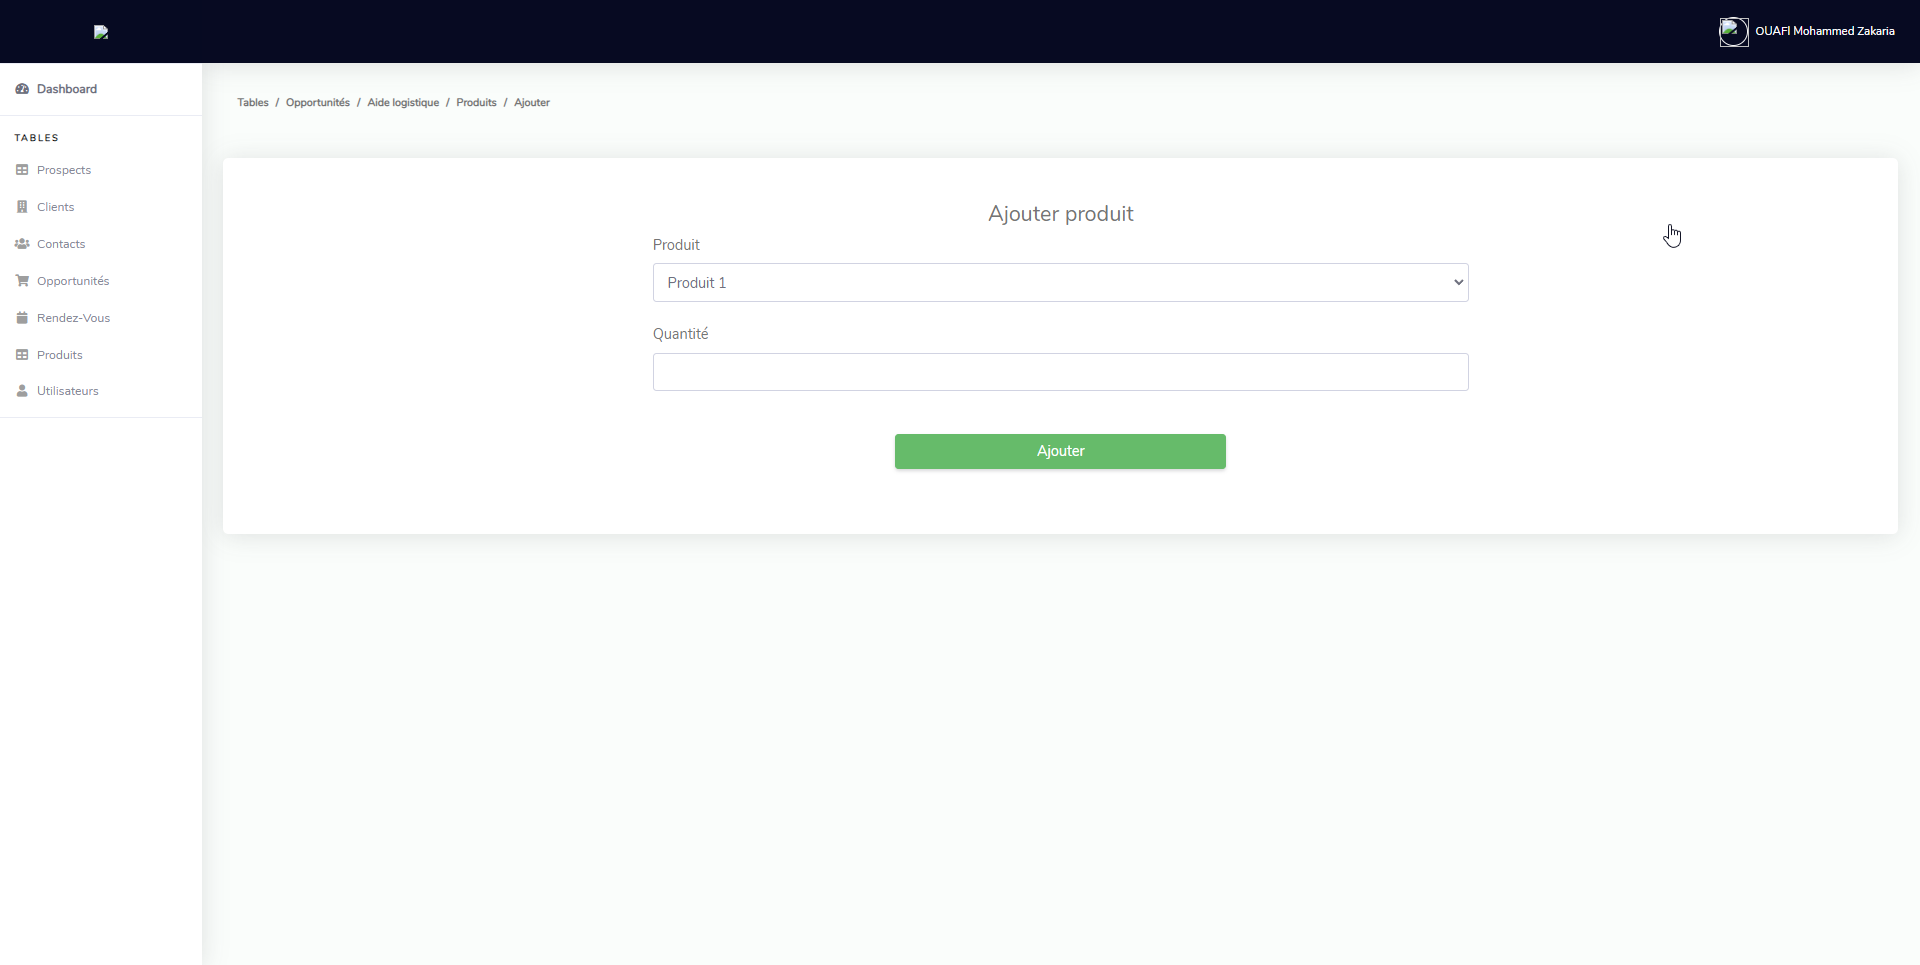 OUAFI Mohammed Zakaria
Dashboard
TABLES
Prospects
Clients
Contacts
Opportunités
Rendez-Vous
Produits
Utilisateurs
Tables / Opportunités / Aide logistique / Produits / Ajouter
Ajouter produit
Produit
Produit 1
Quantité
Ajouter